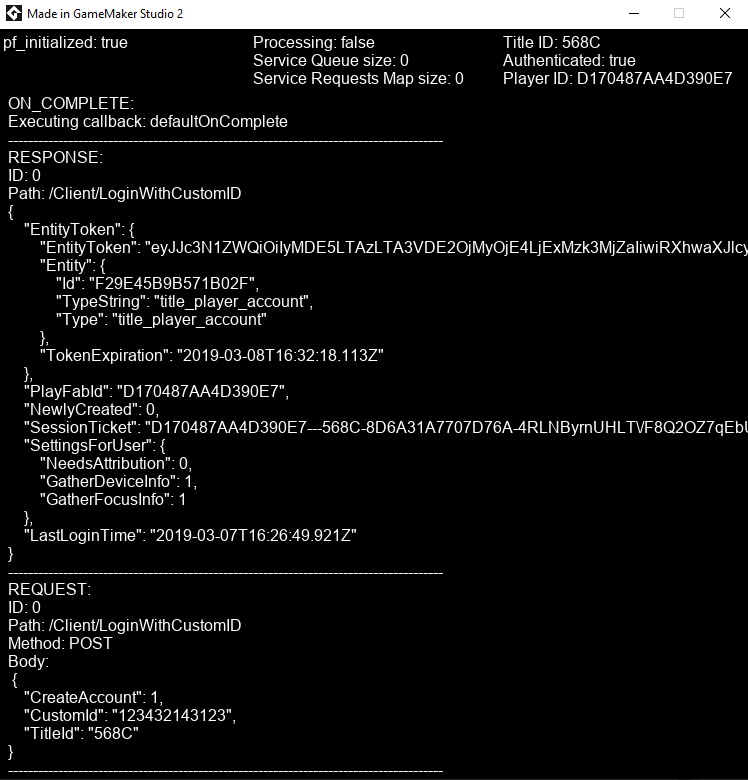 Made in GameMaker Studio 2
pf_initialized: true Processing: false Title ID: 568C
Service Queue size: 0 Authenticated: true
Service Requests Map size: 0 Player ID: D170487AA4D390E7
ON_COMPLETE:
Executing callback: defaultOnComplete
---------------------------------------------------------------------------------------
RESPONSE:
ID: 0
Path: /Client/LoginWithCustomID
{
    "EntityToken": {
        "EntityToken": "eyJJc3N1ZWQiOiIyMDE5LTAzLTA3VDE2OjMyOjE4LjExMzk3MjZaIiwiRXhwaXJlcy
        "Entity": {
            "Id": "F29E45B9B571B02F",
            "TypeString": "title_player_account",
            "Type": "title_player_account"
        },
        "TokenExpiration": "2019-03-08T16:32:18.113Z"
    },
    "PlayFabId": "D170487AA4D390E7",
    "NewlyCreated": 0,
    "SessionTicket": "D170487AA4D390E7---568C-8D6A31A7707D76A-4RLNByrnUHLT\/F8Q2OZ7qEbU
    "SettingsForUser": {
        "NeedsAttribution": 0,
        "GatherDeviceInfo": 1,
        "GatherFocusInfo": 1
    },
    "LastLoginTime": "2019-03-07T16:26:49.921Z"
}
---------------------------------------------------------------------------------------
REQUEST:
ID: 0
Path: /Client/LoginWithCustomID
Method: POST
Body:
{
    "CreateAccount": 1,
    "CustomId": "123432143123",
    "TitleId": "568C"
}
---------------------------------------------------------------------------------------